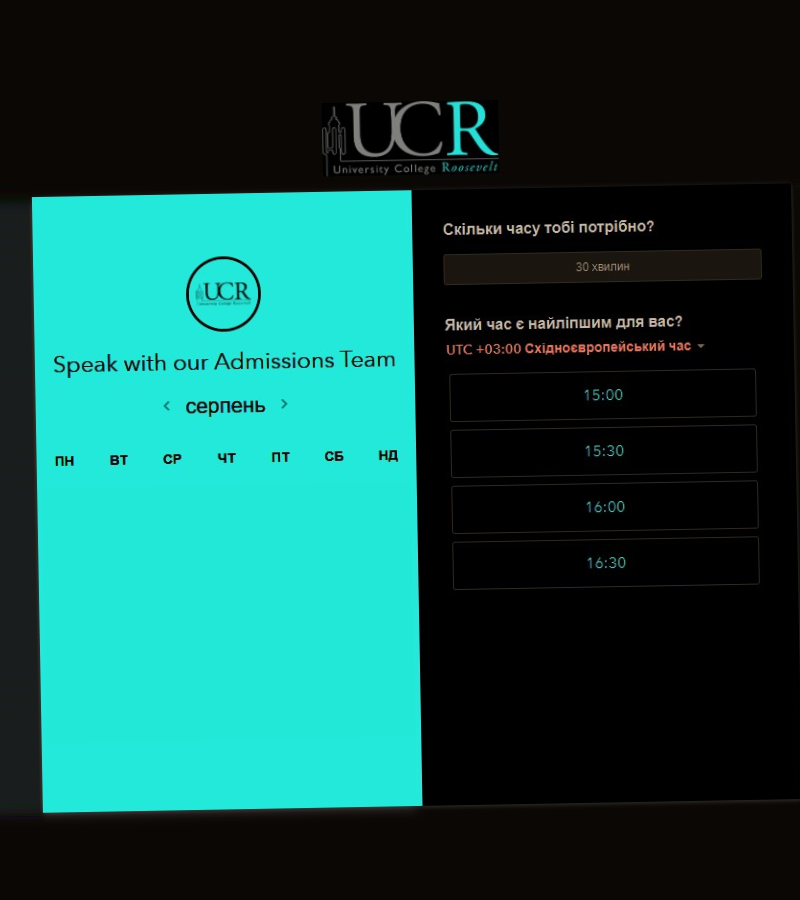 UCR
University College Roosevelt
UCR
University College Roosevelt
Speak with our Admissions Team
серпень
ПН ВТ СР ЧТ ПТ СБ НД
Скільки часу тобі потрібно?
30 хвилин
Який час є найліпшим для вас?
UTC +03:00 Східноєвропейський час
15:00
15:30
16:00
16:30